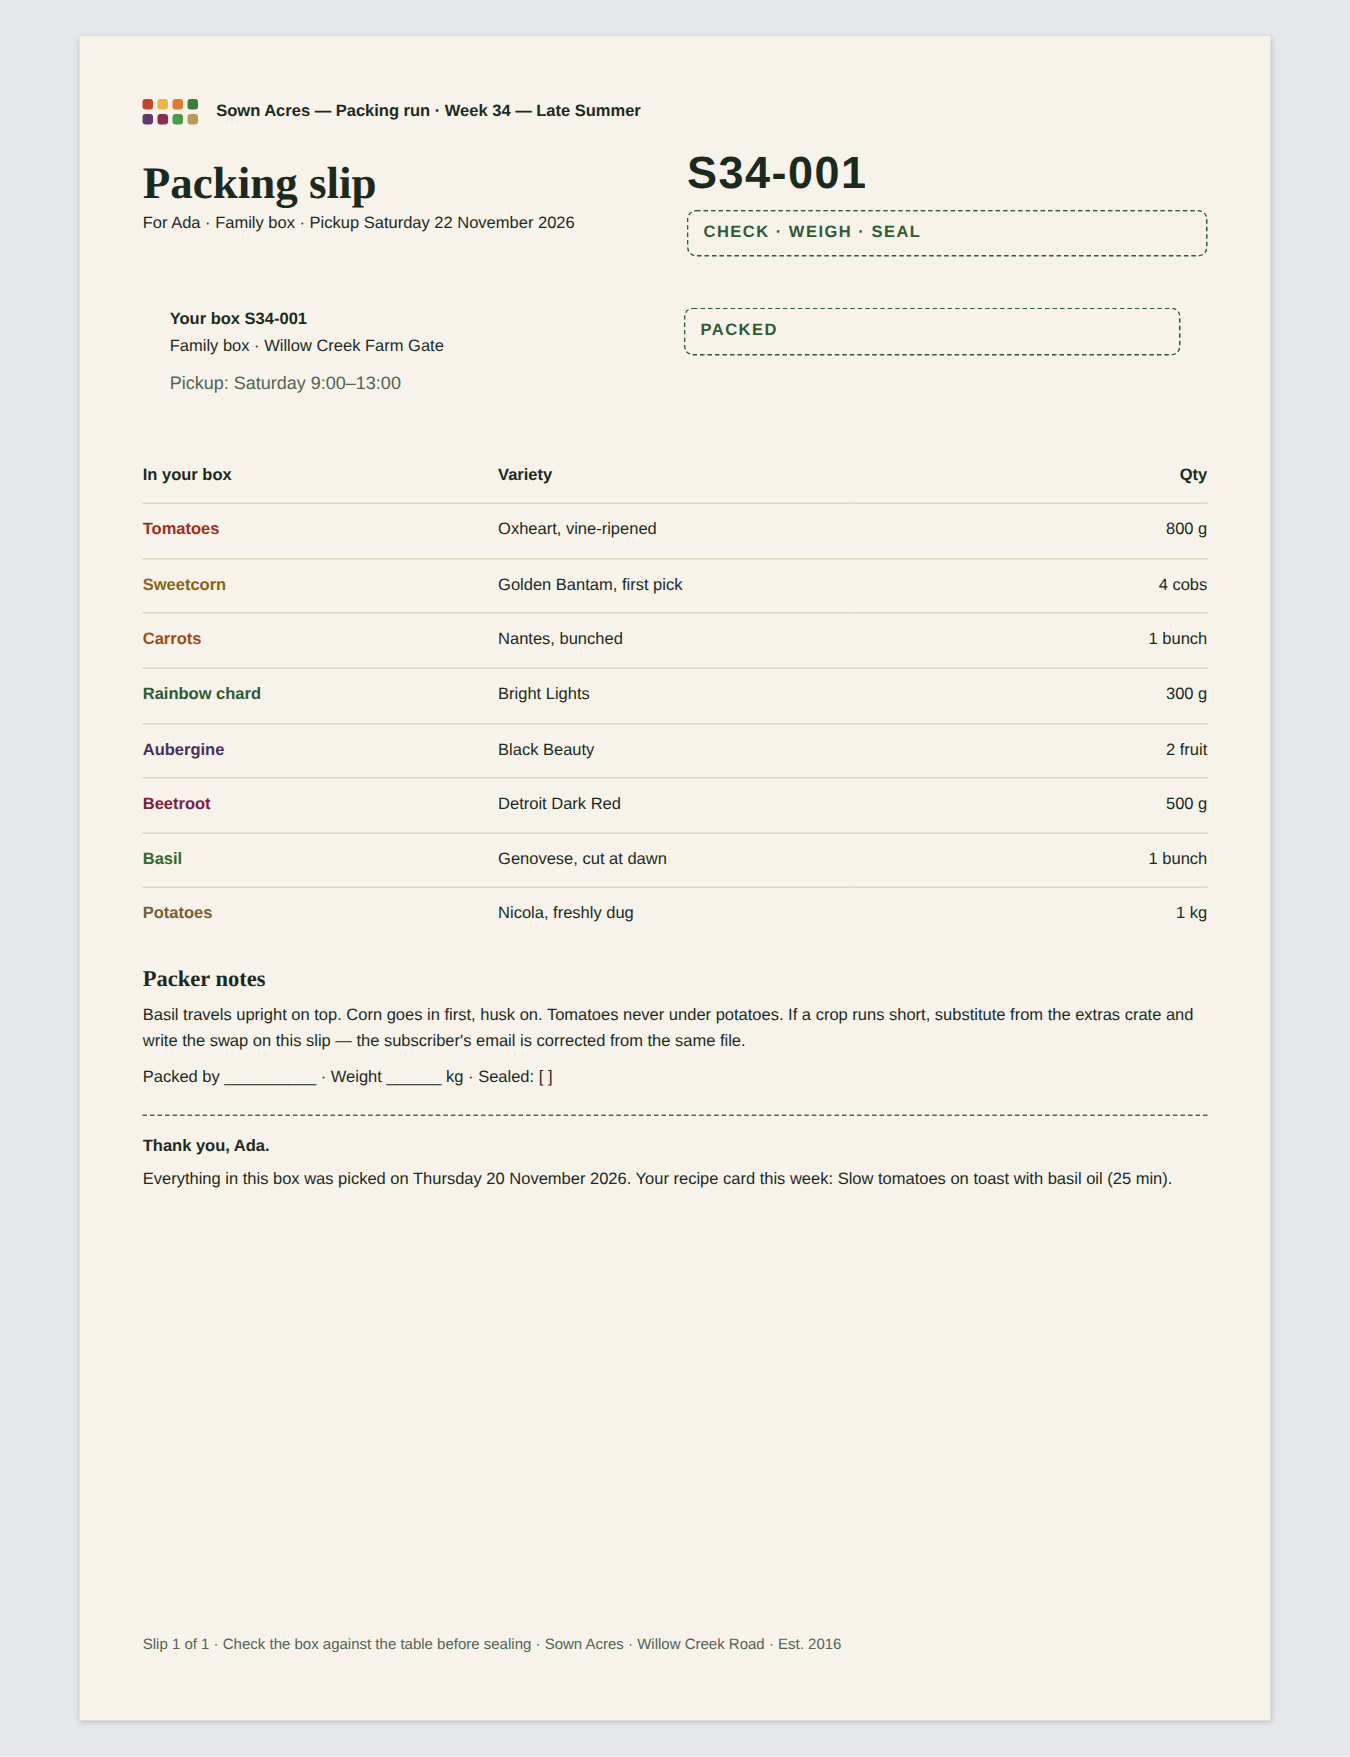 Sown Acres — Packing run · Week 34 — Late Summer
Packing slip
For Ada · Family box · Pickup Saturday 22 November 2026
S34-001
CHECK · WEIGH · SEAL
Your box S34-001
Family box · Willow Creek Farm Gate
Pickup: Saturday 9:00–13:00
PACKED
In your box Variety Qty
Tomatoes Oxheart, vine-ripened 800 g
Sweetcorn Golden Bantam, first pick 4 cobs
Carrots Nantes, bunched 1 bunch
Rainbow chard Bright Lights 300 g
Aubergine Black Beauty 2 fruit
Beetroot Detroit Dark Red 500 g
Basil Genovese, cut at dawn 1 bunch
Potatoes Nicola, freshly dug 1 kg
Packer notes
Basil travels upright on top. Corn goes in first, husk on. Tomatoes never under potatoes. If a crop runs short, substitute from the extras crate and
write the swap on this slip — the subscriber's email is corrected from the same file.
Packed by __________ · Weight ______ kg · Sealed: [ ]
Thank you, Ada.
Everything in this box was picked on Thursday 20 November 2026. Your recipe card this week: Slow tomatoes on toast with basil oil (25 min).
Slip 1 of 1 · Check the box against the table before sealing · Sown Acres · Willow Creek Road · Est. 2016